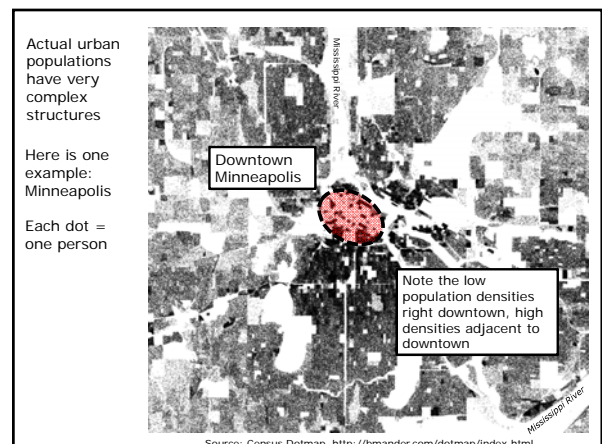 Actual urban
populations
have very
complex
structures
Here is one
example:
Minneapolis
Each dot =
one person
Mississippi River
Downtown
Minneapolis
Note the low
population densities
right downtown, high
densities adjacent to
downtown
Mississippi River
Source: Census Dotmap, http://bmander.com/dotmap/index.html